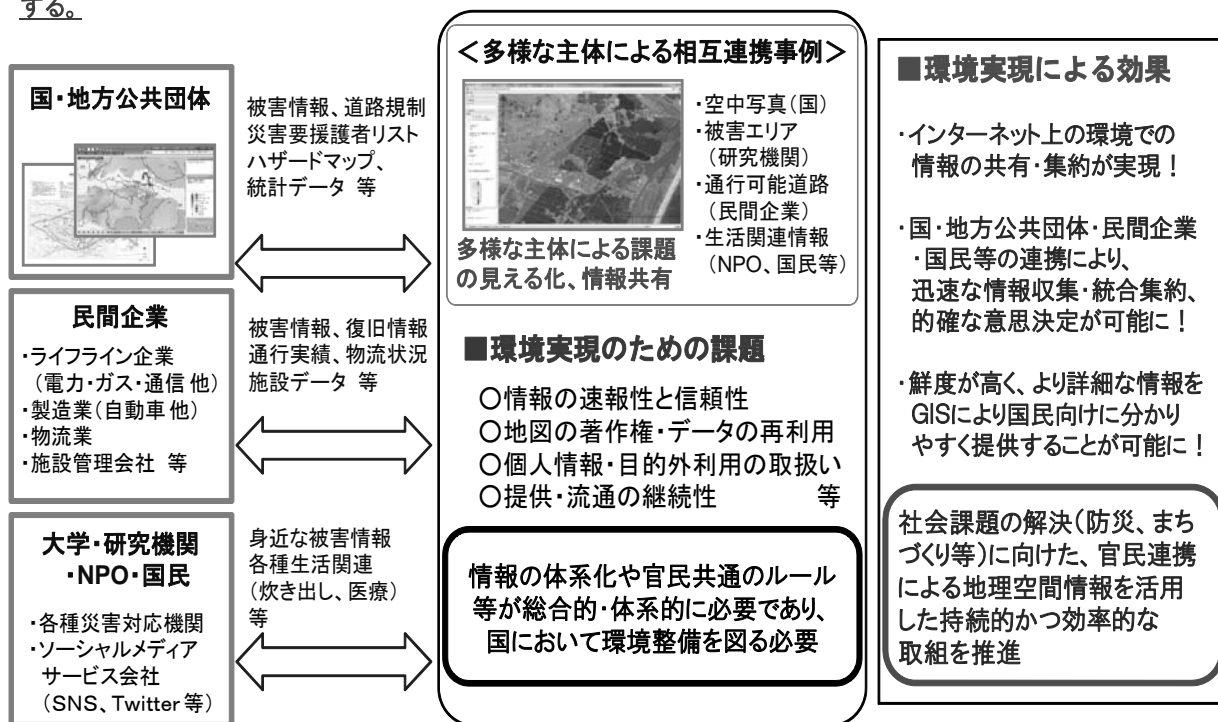 する。
国・地方公共団体
被害情報、道路規制
災害要援護者リスト
ハザードマップ、
統計データ 等
民間企業
・ライフライン企業
（電力・ガス・通信 他）
・製造業（自動車 他）
・物流業
・施設管理会社 等
被害情報、復旧情報
通行実績、物流状況
施設データ 等
大学・研究機関
・NPO・国民
・各種災害対応機関
・ソーシャルメディア
サービス会社
（SNS、Twitter 等）
身近な被害情報
各種生活関連
（炊き出し、医療）
等
＜多様な主体による相互連携事例＞
・空中写真（国）
・被害エリア
（研究機関）
・通行可能道路
（民間企業）
・生活関連情報
（NPO、国民等）
多様な主体による課題
の見える化、情報共有
■環境実現のための課題
○情報の速報性と信頼性
○地図の著作権・データの再利用
○個人情報・目的外利用の取扱い
○提供・流通の継続性 等
情報の体系化や官民共通のルール
等が総合的・体系的に必要であり、
国において環境整備を図る必要
■環境実現による効果
・インターネット上の環境での
情報の共有・集約が実現！
・国・地方公共団体・民間企業
・国民等の連携により、
迅速な情報収集・統合集約、
的確な意思決定が可能に！
・鮮度が高く、より詳細な情報を
GISにより国民向けに分かり
やすく提供することが可能に！
社会課題の解決（防災、まち
づくり等）に向けた、官民連携
による地理空間情報を活用
した持続的かつ効率的な
取組を推進